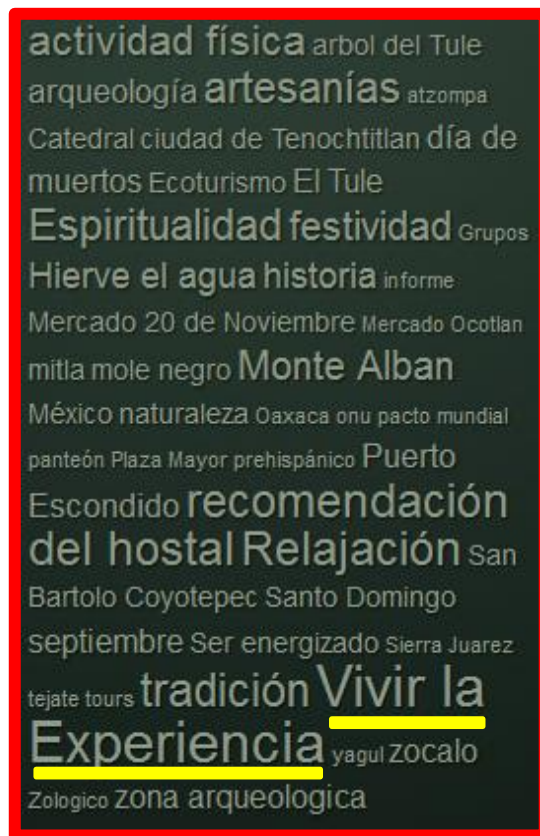 actividad física arbol del Tule
arqueología artesanías atzompa
Catedral ciudad de Tenochtitlan día de
muertos Ecoturismo El Tule
Espiritualidad festividad Grupos
Hierve el agua historia informe
Mercado 20 de Noviembre Mercado Ocotlan
mitla mole negro Monte Alban
México naturaleza Oaxaca onu pacto mundial
panteón Plaza Mayor prehispánico Puerto
Escondido recomendación
del hostal Relajación San
Bartolo Coyotepec Santo Domingo
septiembre Ser energizado Sierra Juarez
tejate tours tradición Vivir la
Experiencia yagul zocalo
Zologico zona arqueologica